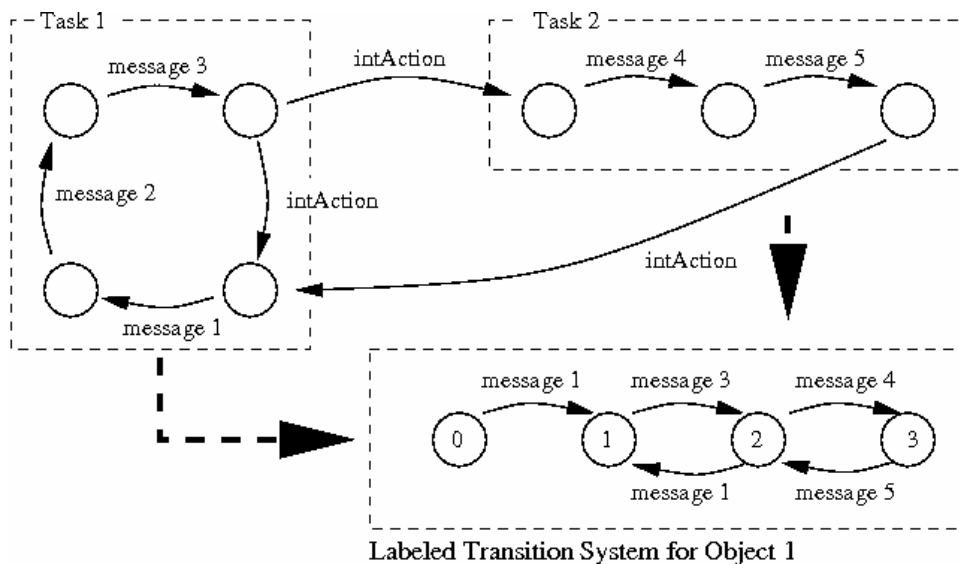 Task 1
Task 2
message 3
intAction
message 4
message 5
message 2
intAction
intAction
message 1
message 1
message 3
message 4
0
1
2
3
message 1
message 5
Labeled Transition System for Object 1